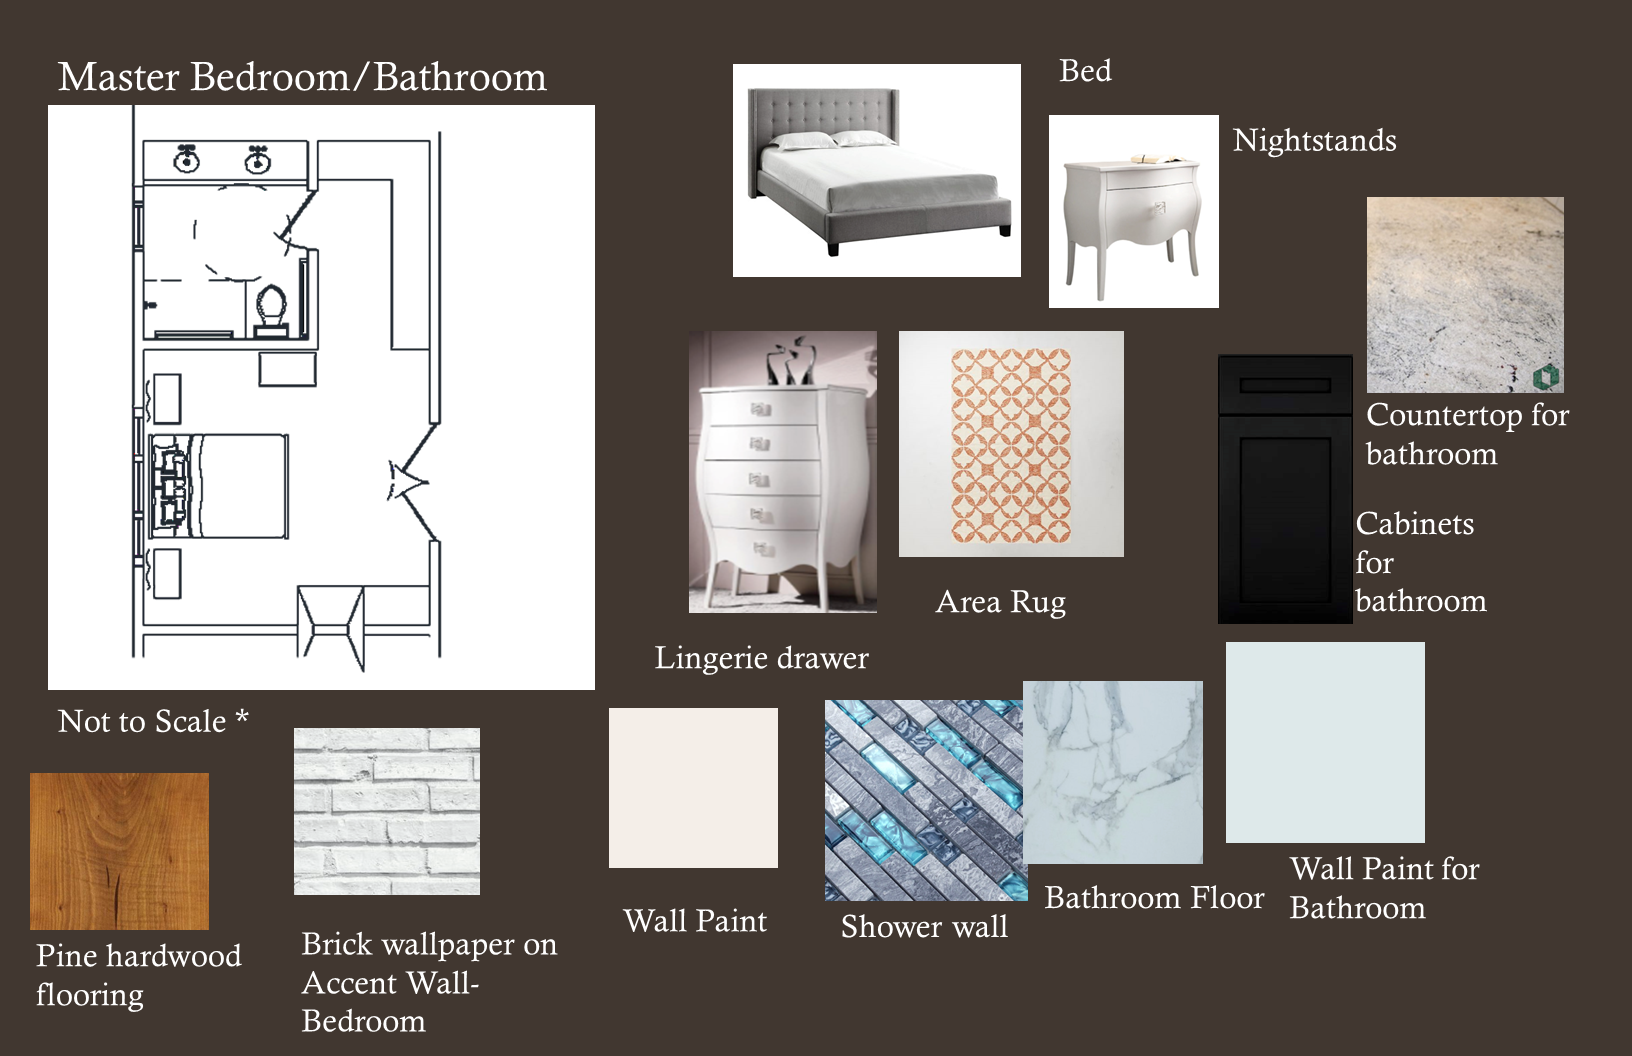 Master Bedroom/Bathroom
Bed
Nightstands
Countertop for
bathroom
Cabinets
for
bathroom
Area Rug
Lingerie drawer
Not to Scale *
Pine hardwood
flooring
Brick wallpaper on
Accent Wall-
Bedroom
Wall Paint
Shower wall
Bathroom Floor
Wall Paint for
Bathroom